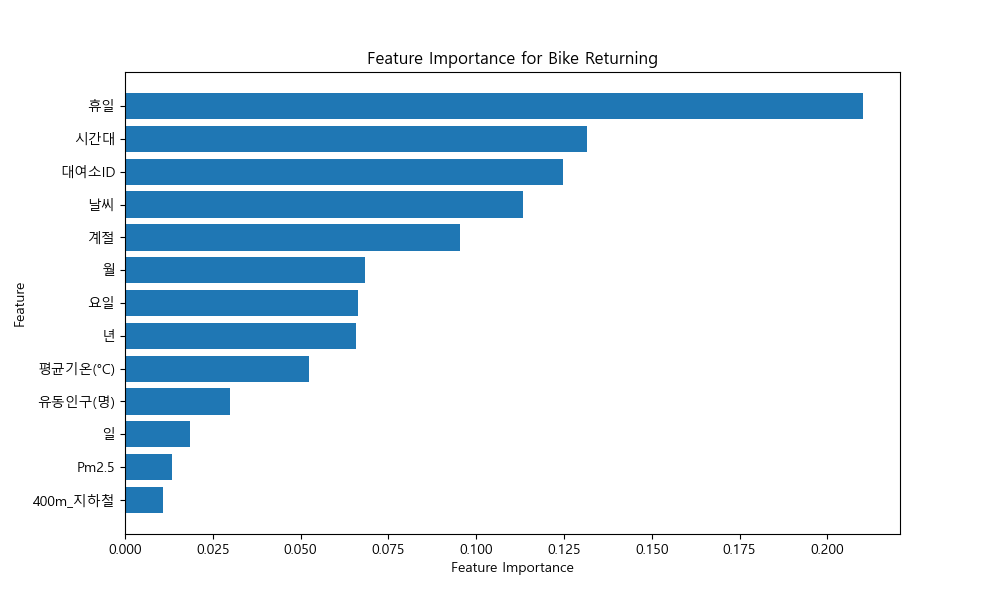 Feature Importance for Bike Returning
휴일
시간대
대여소ID
날씨
계절
월
요일
년
평균기온(°C)
유동인구(명)
일
Pm2.5
400m_지하철
Feature
0.000 0.025 0.050 0.075 0.100 0.125 0.150 0.175 0.200
Feature Importance